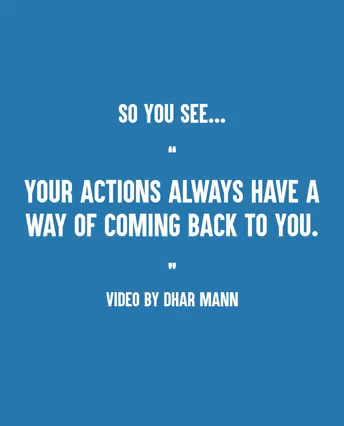 SO YOU SEE...
"
YOUR ACTIONS ALWAYS HAVE A
WAY OF COMING BACK TO YOU.
"
VIDEO BY DHAR MANN